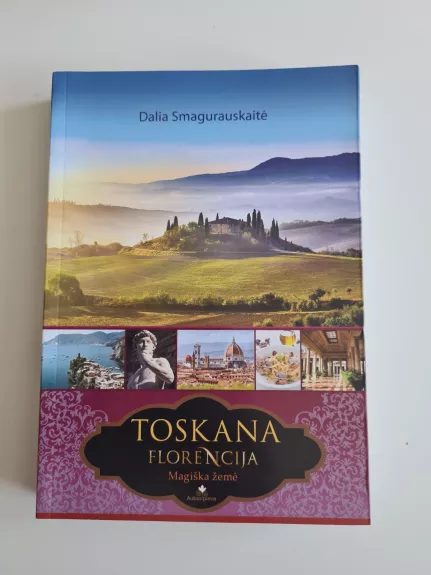 Dalia Smagurauskaitė
TOSKANA
FLORENCIJA
Magiška žemė